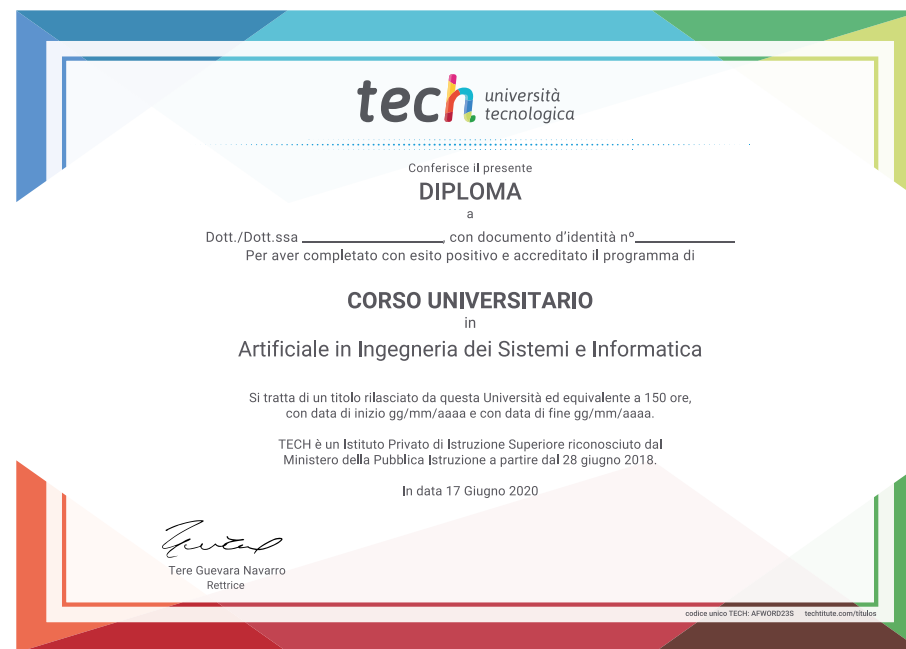 tech università
tecnologica
Conferisce il presente
DIPLOMA
a
Dott./Dott.ssa ____________________, con documento d'identità nº______________
Per aver completato con esito positivo e accreditato il programma di
CORSO UNIVERSITARIO
in
Artificiale in Ingegneria dei Sistemi e Informatica
Si tratta di un titolo rilasciato da questa Università ed equivalente a 150 ore,
con data di inizio gg/mm/aaaa e con data di fine gg/mm/aaaa.
TECH è un Istituto Privato di Istruzione Superiore riconosciuto dal
Ministero della Pubblica Istruzione a partire dal 28 giugno 2018.
In data 17 Giugno 2020
Tere Guevara Navarro
Rettrice
codice unico TECH: AFWORD23S techtitute.com/titulos